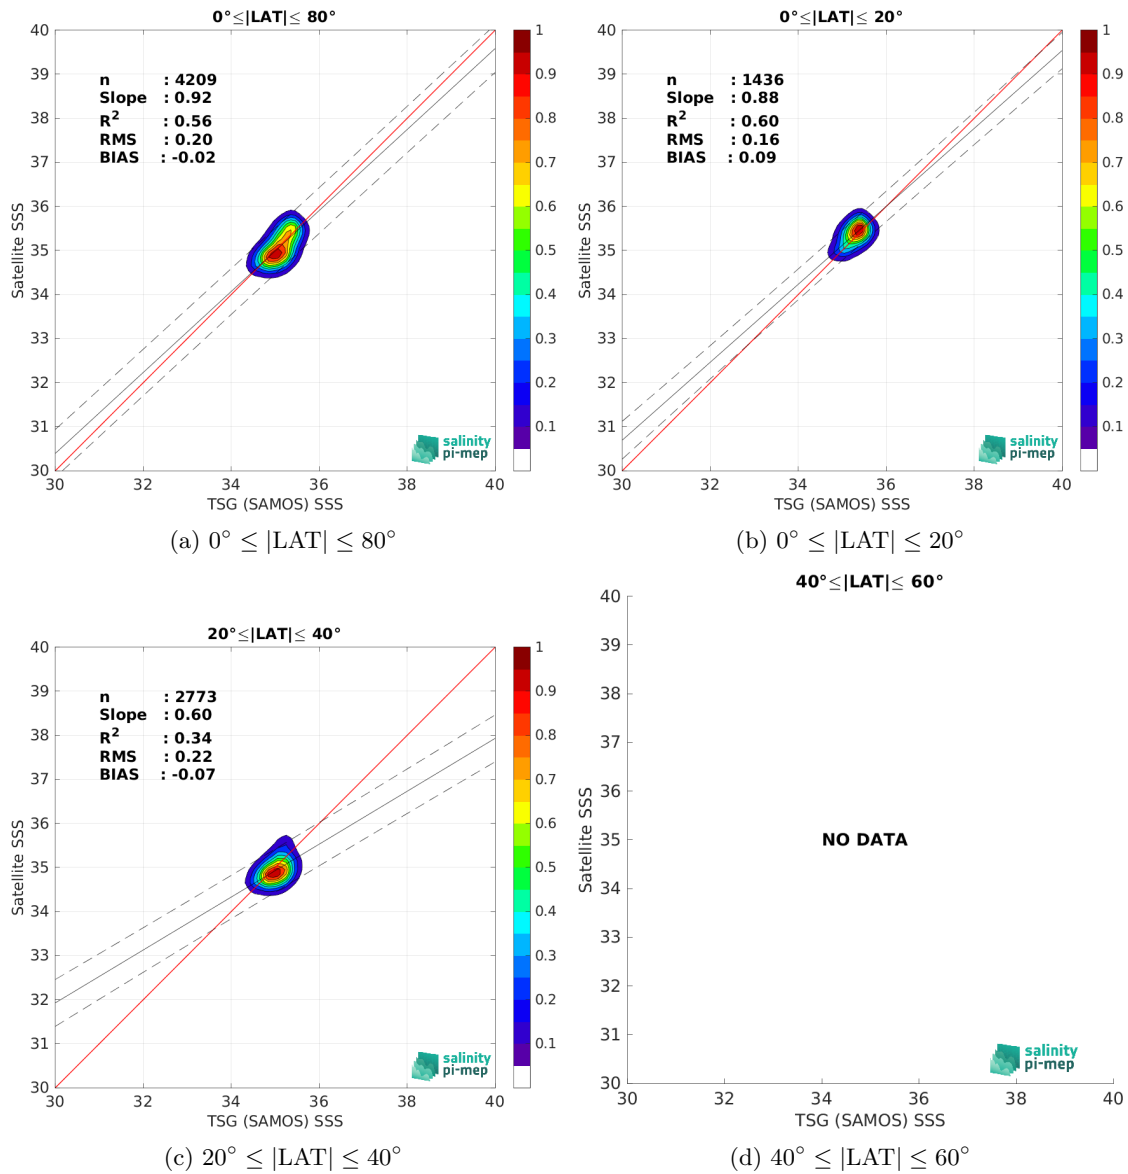 0°≤|LAT|≤ 80°
40
39
38
37
36
35
34
33
32
31
30
Satellite SSS
n : 4209
Slope : 0.92
R² : 0.56
RMS : 0.20
BIAS : -0.02
salinity
pi-mep
30 32 34 36 38 40
TSG (SAMOS) SSS
1
0.9
0.8
0.7
0.6
0.5
0.4
0.3
0.2
0.1
(a) 0° ≤ |LAT| ≤ 80°
0°≤|LAT|≤ 20°
40
39
38
37
36
35
34
33
32
31
30
Satellite SSS
n : 1436
Slope : 0.88
R² : 0.60
RMS : 0.16
BIAS : 0.09
salinity
pi-mep
30 32 34 36 38 40
TSG (SAMOS) SSS
1
0.9
0.8
0.7
0.6
0.5
0.4
0.3
0.2
0.1
(b) 0° ≤ |LAT| ≤ 20°
20°≤|LAT|≤ 40°
40
39
38
37
36
35
34
33
32
31
30
Satellite SSS
n : 2773
Slope : 0.60
R² : 0.34
RMS : 0.22
BIAS : -0.07
salinity
pi-mep
30 32 34 36 38 40
TSG (SAMOS) SSS
1
0.9
0.8
0.7
0.6
0.5
0.4
0.3
0.2
0.1
(c) 20° ≤ |LAT| ≤ 40°
40°≤|LAT|≤ 60°
40
39
38
37
36
35
34
33
32
31
30
Satellite SSS
NO DATA
salinity
pi-mep
30 32 34 36 38 40
TSG (SAMOS) SSS
(d) 40° ≤ |LAT| ≤ 60°